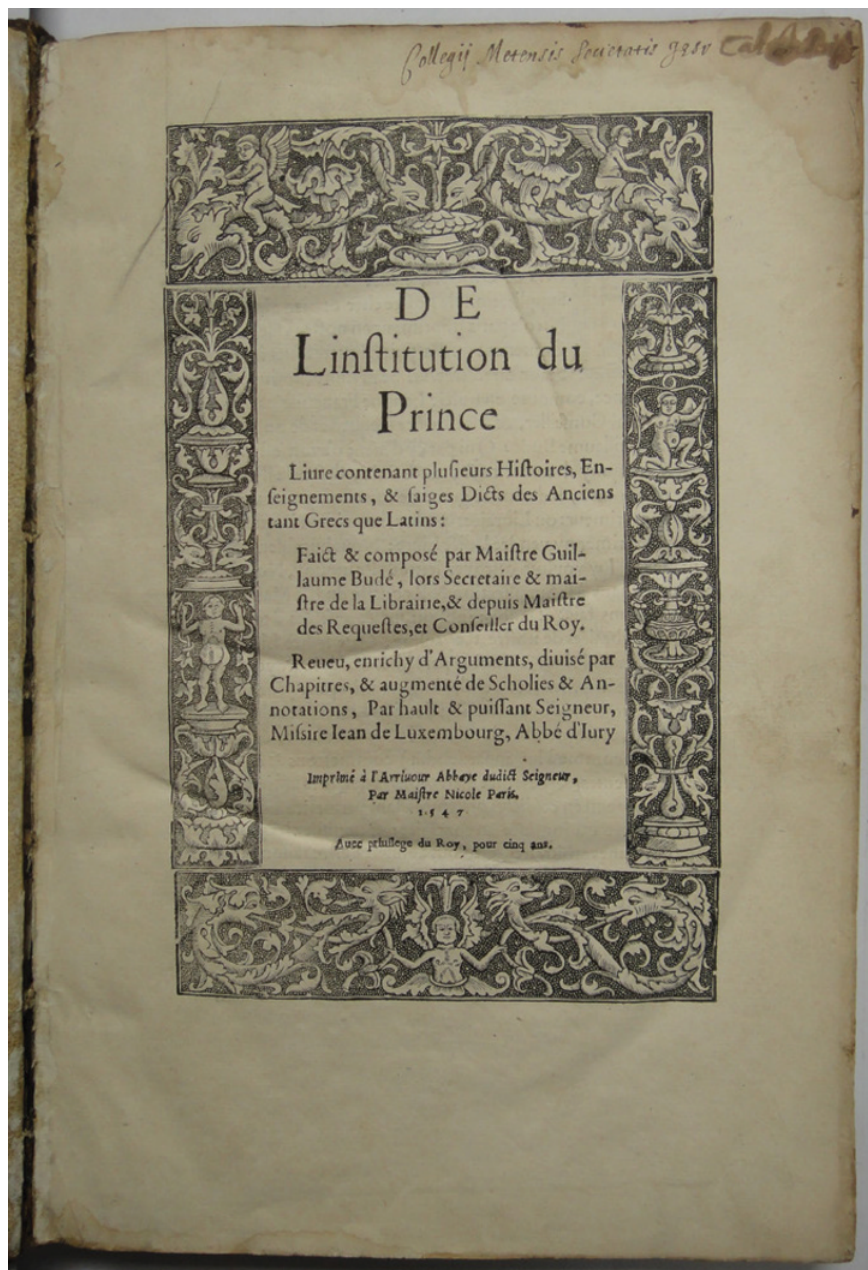 Collegij Metensis Societatis Jesu
DE
Linſtitution du
Prince
Liure contenant pluſieurs Hiſtoires, En-
ſeignements, & ſaiges Dicts des Anciens
tant Grecs que Latins:
Faict & compoſé par Maiſtre Guil-
laume Budé, lors Secretaire & mai-
ſtre de la Librairie, & depuis Maiſtre
des Requeſtes, et Conſeiller du Roy.
Reueu, enrichy d'Arguments, diuisé par
Chapitres, & augmenté de Scholies & An-
notations, Par hault & puiſſant Seigneur,
Miſsire Iean de Luxembourg, Abbé d'Iury
Imprimé à l'Arriuour Abbaye dudict Seigneur,
Par Maiſtre Nicole Paris.
1547
Auec priuilege du Roy, pour cinq ans.